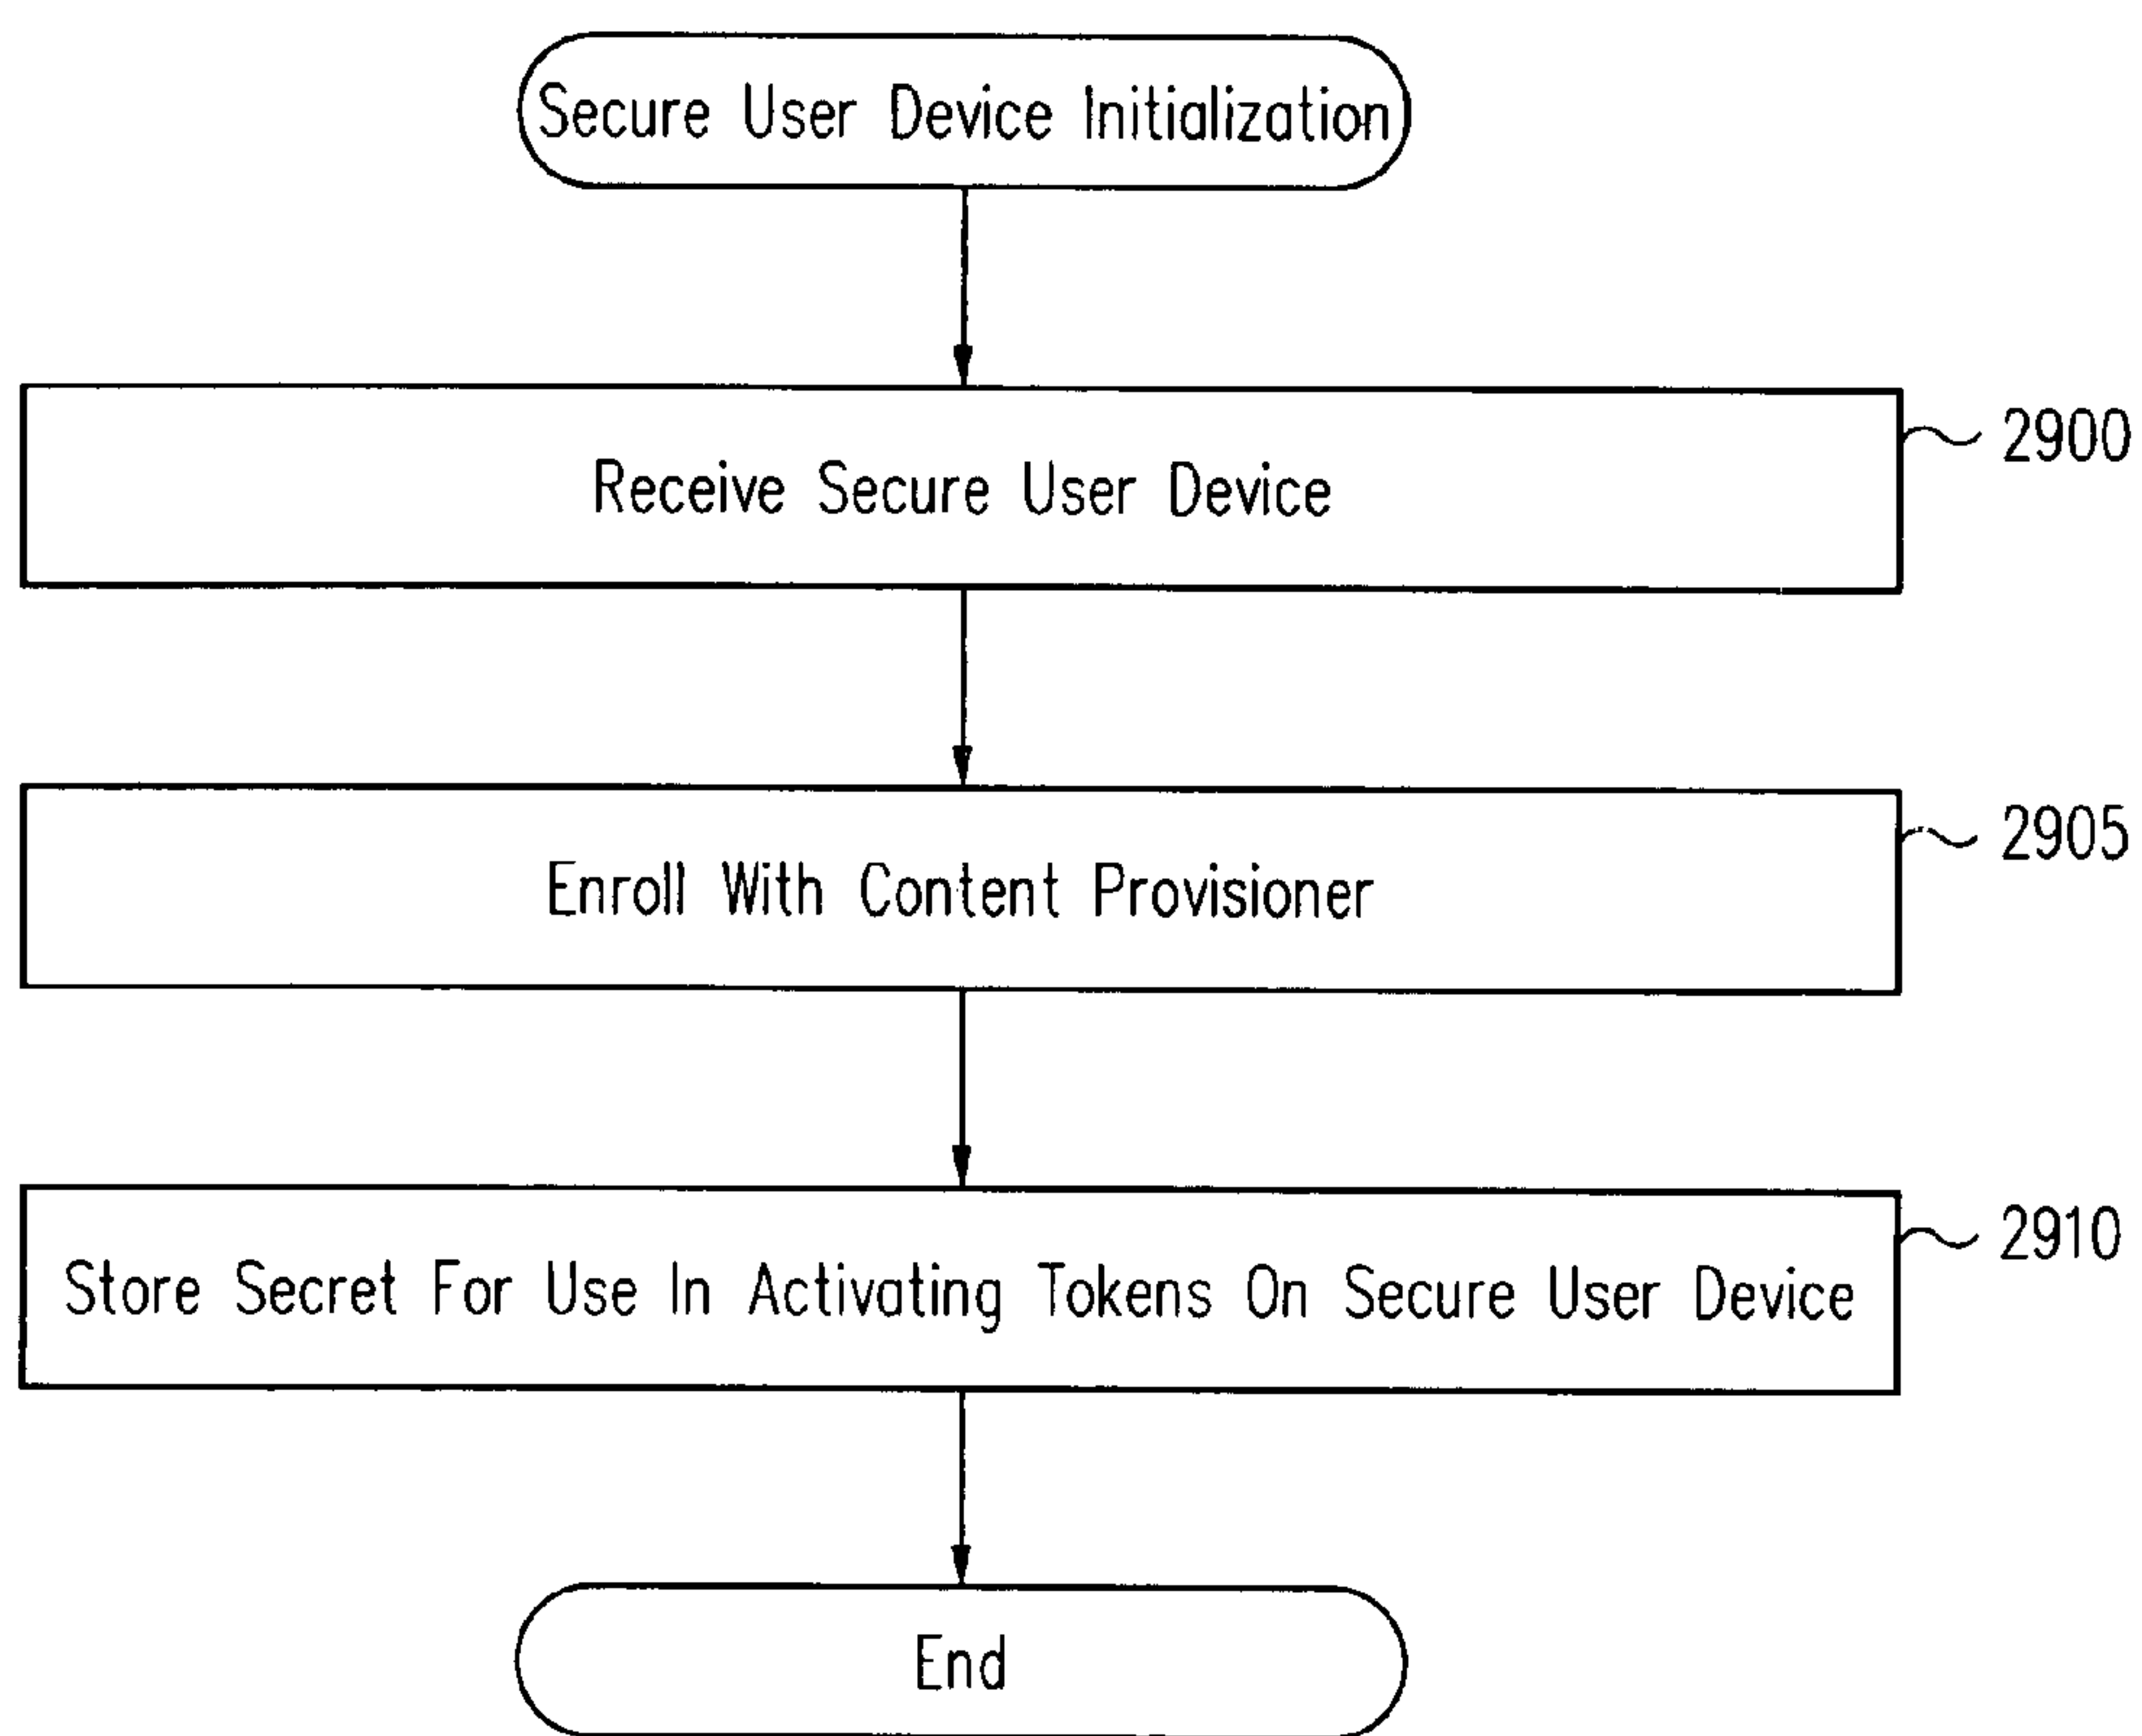 Secure User Device Initialization
Receive Secure User Device
2900
Enroll With Content Provisioner
2905
Store Secret For Use In Activating Tokens On Secure User Device
2910
End